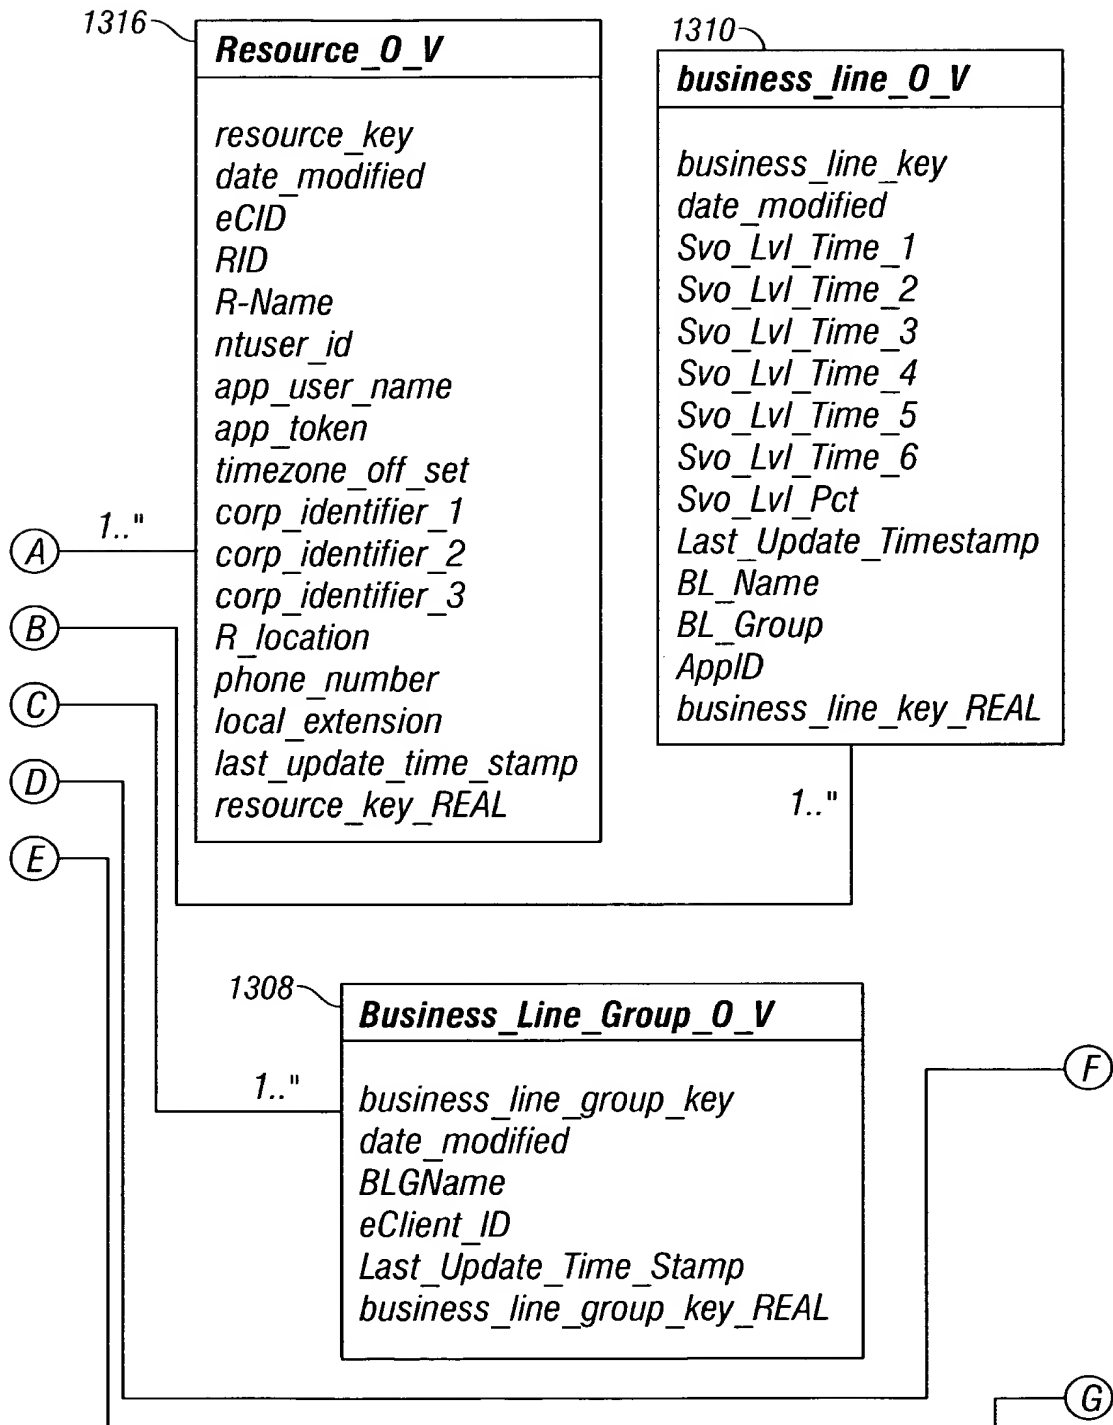 1316
Resource_O_V
resource_key
date_modified
eCID
RID
R-Name
ntuser_id
app_user_name
app_token
timezone_off_set
corp_identifier_1
corp_identifier_2
corp_identifier_3
R_location
phone_number
local_extension
last_update_time_stamp
resource_key_REAL
1310
business_line_O_V
business_line_key
date_modified
Svo_Lvl_Time_1
Svo_Lvl_Time_2
Svo_Lvl_Time_3
Svo_Lvl_Time_4
Svo_Lvl_Time_5
Svo_Lvl_Time_6
Svo_Lvl_Pct
Last_Update_Timestamp
BL_Name
BL_Group
AppID
business_line_key_REAL
1.."
A
1.."
B
C
D
E
1308
Business_Line_Group_O_V
1.."
business_line_group_key
date_modified
BLGName
eClient_ID
Last_Update_Time_Stamp
business_line_group_key_REAL
F
G